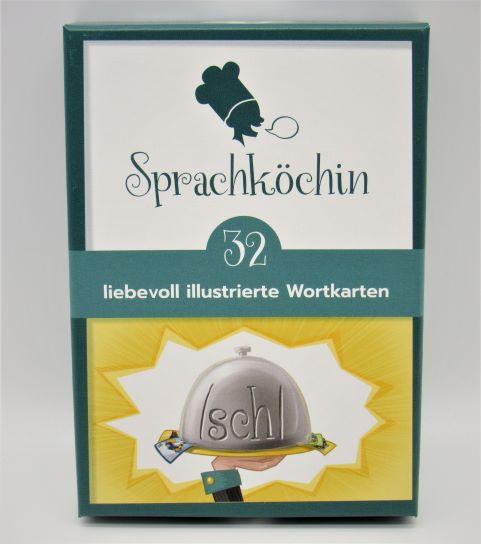 Sprachköchin
32
liebevoll illustrierte Wortkarten
/sch/